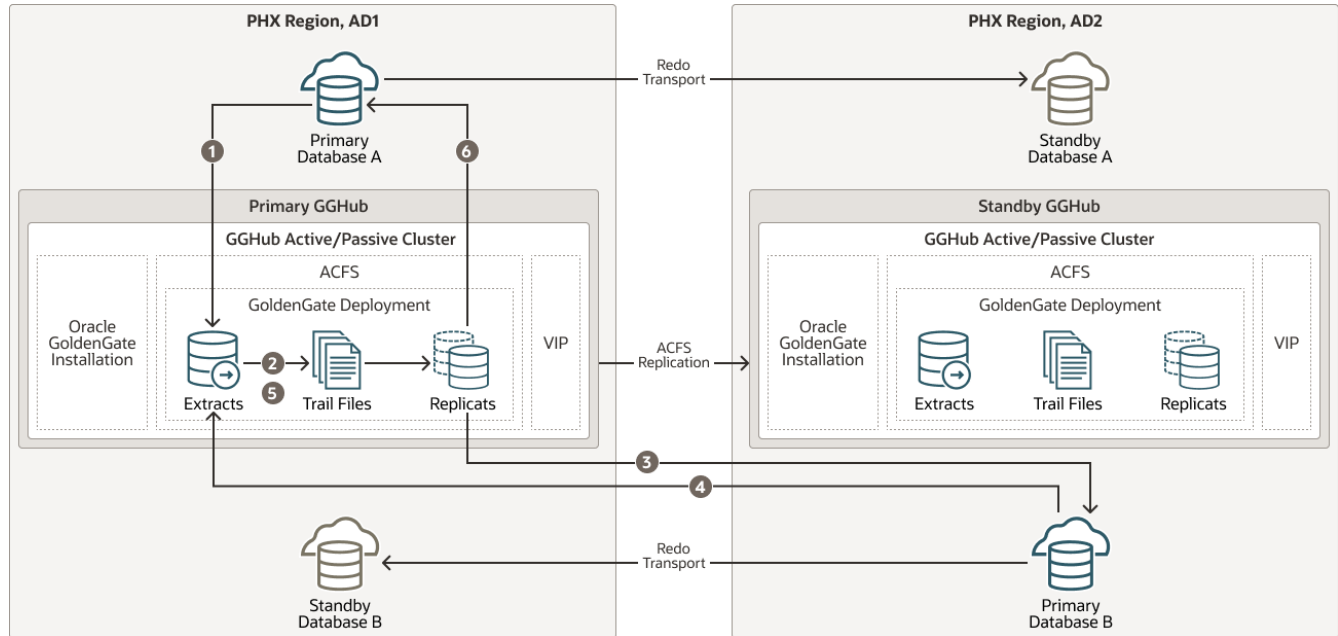 PHX Region, AD1
Primary
Database A
1
6
Primary GGHub
GGHub Active/Passive Cluster
Oracle
GoldenGate
Installation
ACFS
GoldenGate Deployment
2
5
Extracts
Trail Files
Replicats
VIP
Standby
Database B
Redo
Transport
ACFS
Replication
3
4
Redo
Transport
PHX Region, AD2
Standby
Database A
Standby GGHub
GGHub Active/Passive Cluster
Oracle
GoldenGate
Installation
ACFS
GoldenGate Deployment
Extracts
Trail Files
Replicats
VIP
Primary
Database B